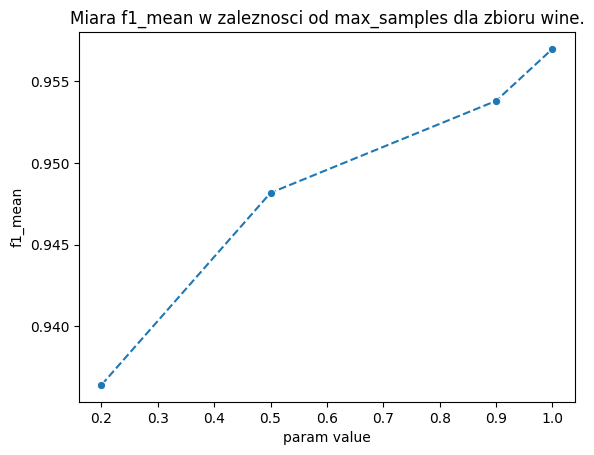 Miara f1_mean w zaleznosci od max_samples dla zbioru wine.
0.955
0.950
0.945
0.940
f1_mean
0.2 0.3 0.4 0.5 0.6 0.7 0.8 0.9 1.0
param value